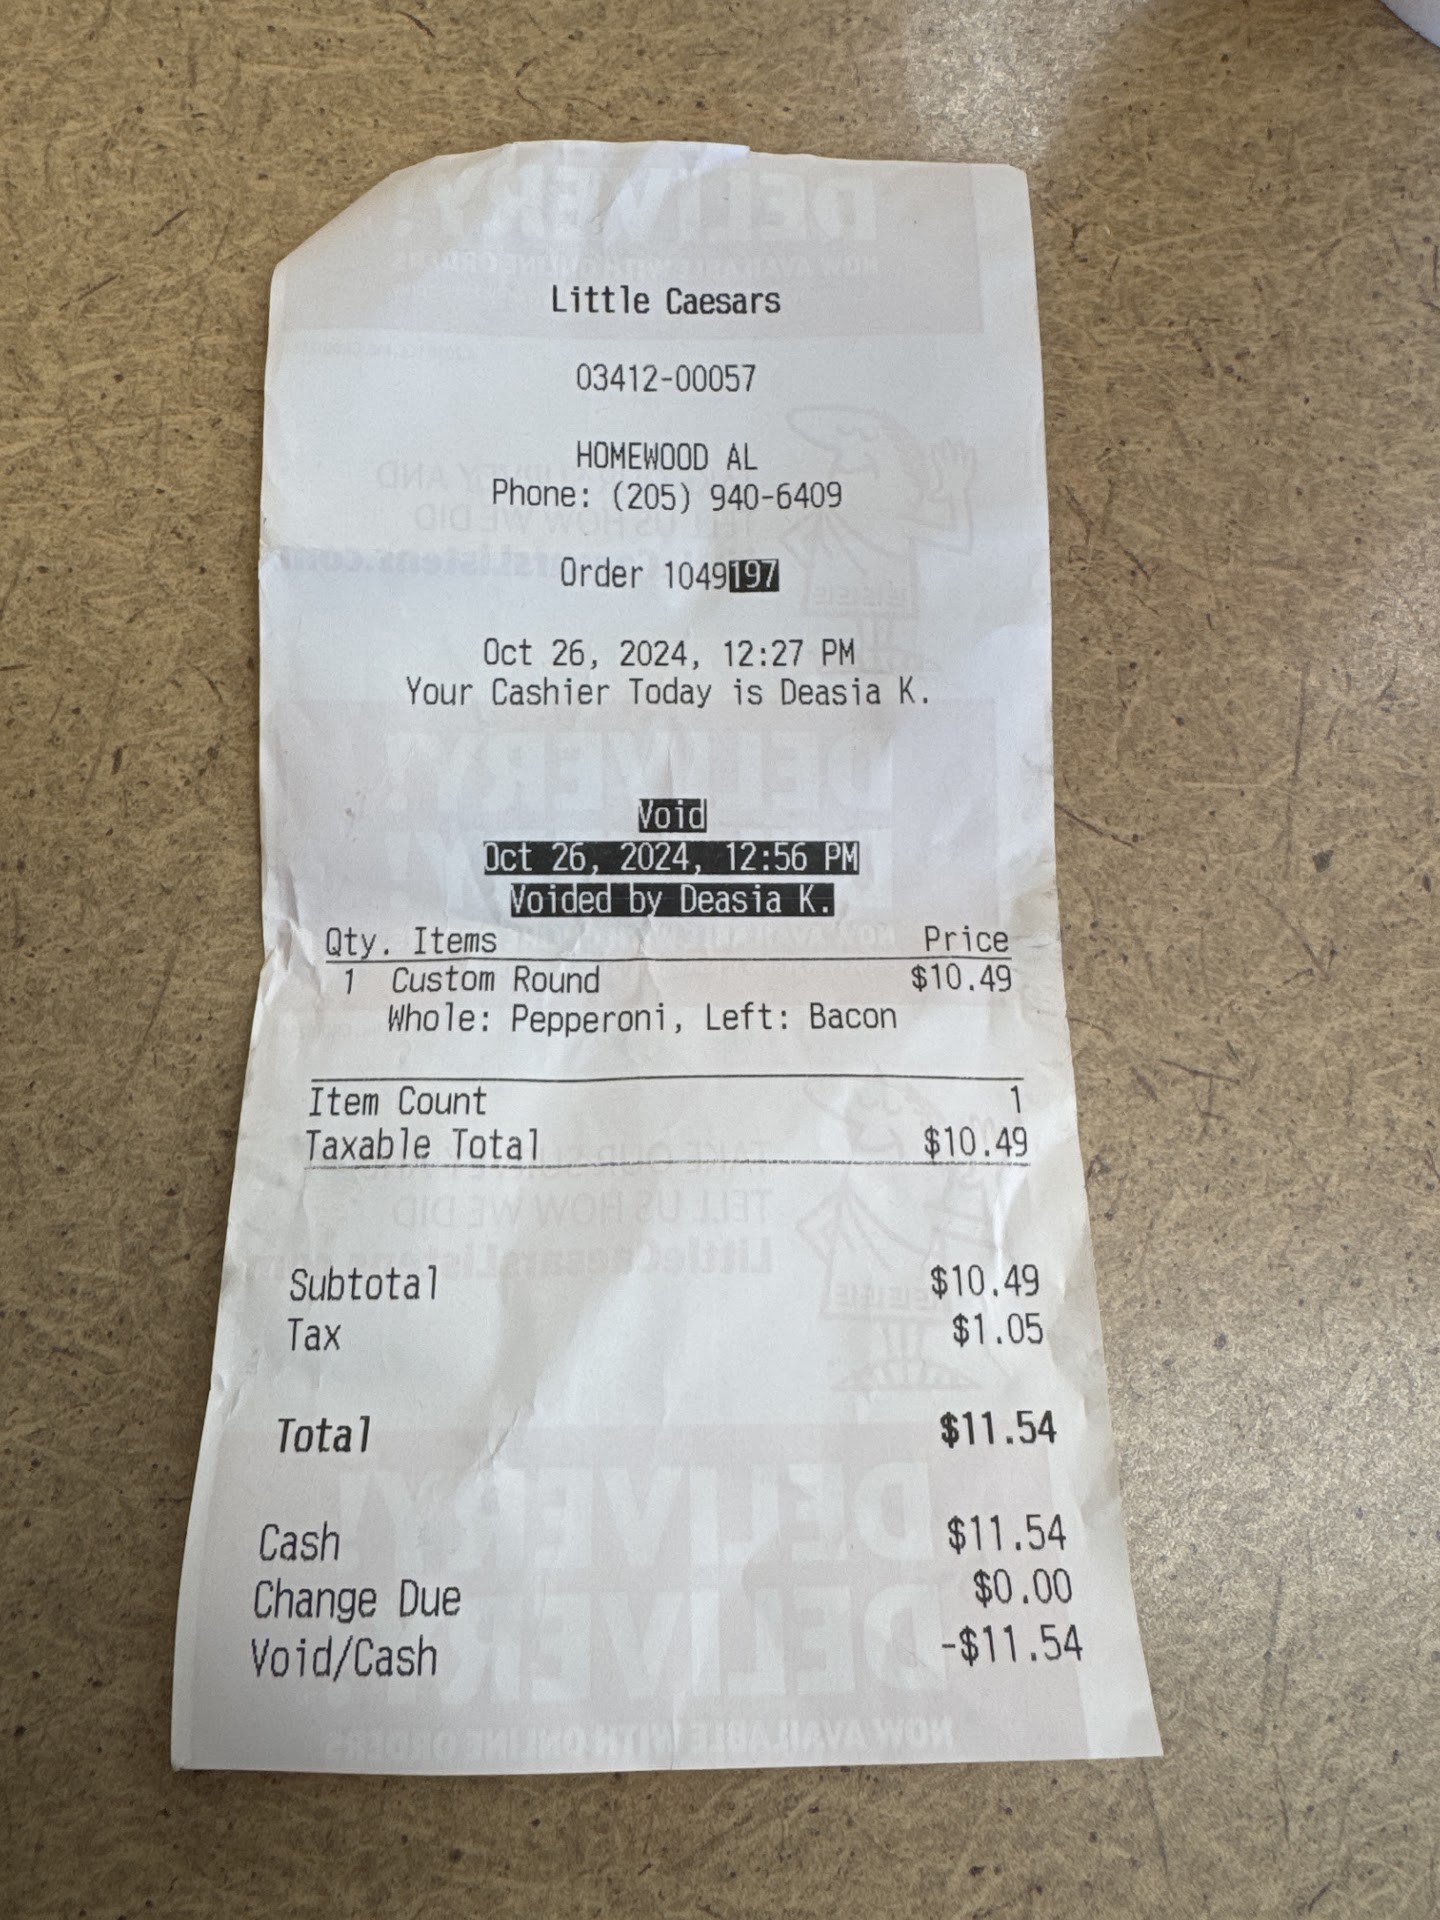 Little Caesars
03412-00057
HOMEWOOD AL
Phone: (205) 940-6409
Order 1049197
Oct 26, 2024, 12:27 PM
Your Cashier Today is Deasia K.
Void
Oct 26, 2024, 12:56 PM
Voided by Deasia K.
Qty. Items Price
1 Custom Round $10.49
Whole: Pepperoni, Left: Bacon
Item Count 1
Taxable Total $10.49
Subtotal $10.49
Tax $1.05
Total $11.54
Cash $11.54
Change Due $0.00
Void/Cash -$11.54